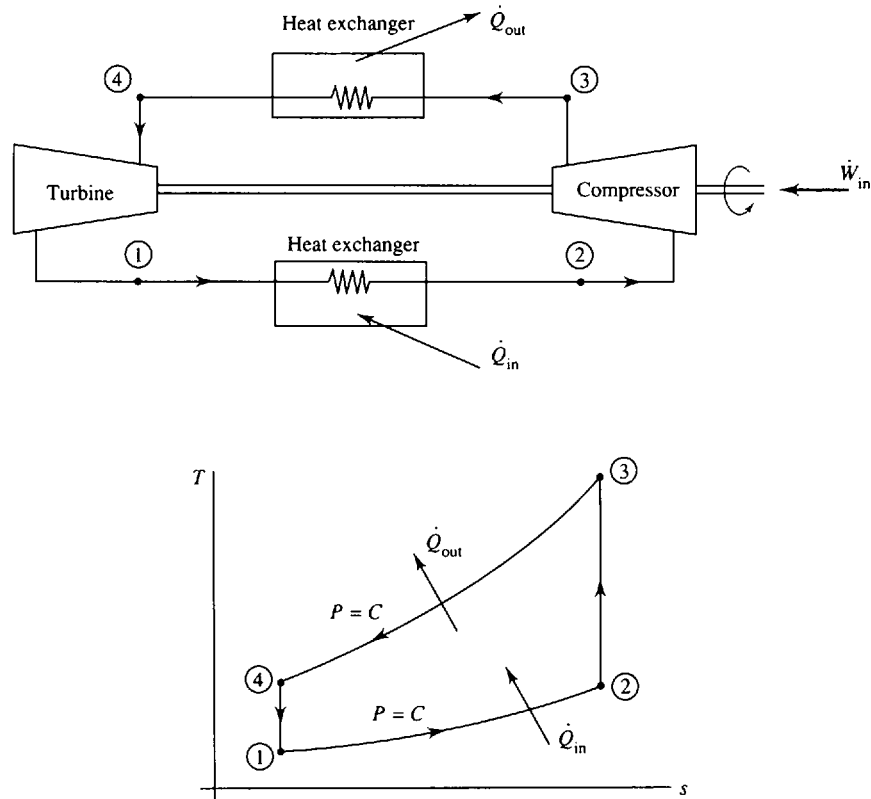 Heat exchanger
Q̇out
④
③
Turbine
Compressor
Ẇin
①
Heat exchanger
②
Q̇in
T
③
Q̇out
P = C
④
②
P = C
Q̇in
①
s